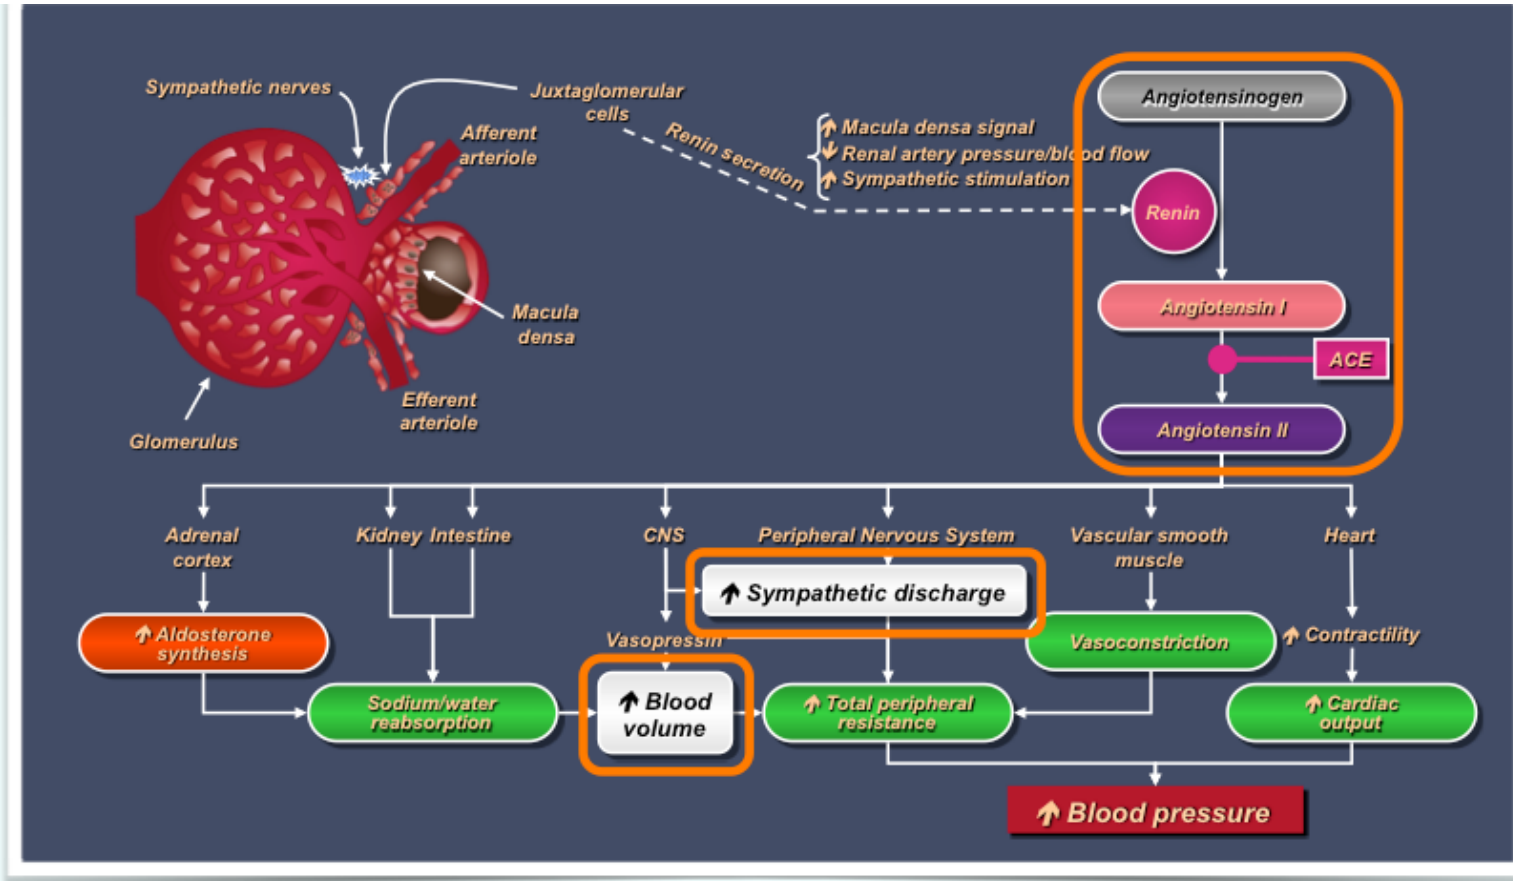 Sympathetic nerves
Juxtaglomerular
cells
Afferent
arteriole
Macula
densa
Efferent
arteriole
Glomerulus
Renin secretion
Macula densa signal
Renal artery pressure/blood flow
Sympathetic stimulation
Angiotensinogen
Renin
Angiotensin I
ACE
Angiotensin II
Adrenal
cortex
Kidney
Intestine
CNS
Peripheral Nervous System
Vascular smooth
muscle
Heart
Sympathetic discharge
Aldosterone
synthesis
Vasopressin
Vasoconstriction
Contractility
Sodium/water
reabsorption
Blood
volume
Total peripheral
resistance
Cardiac
output
Blood pressure